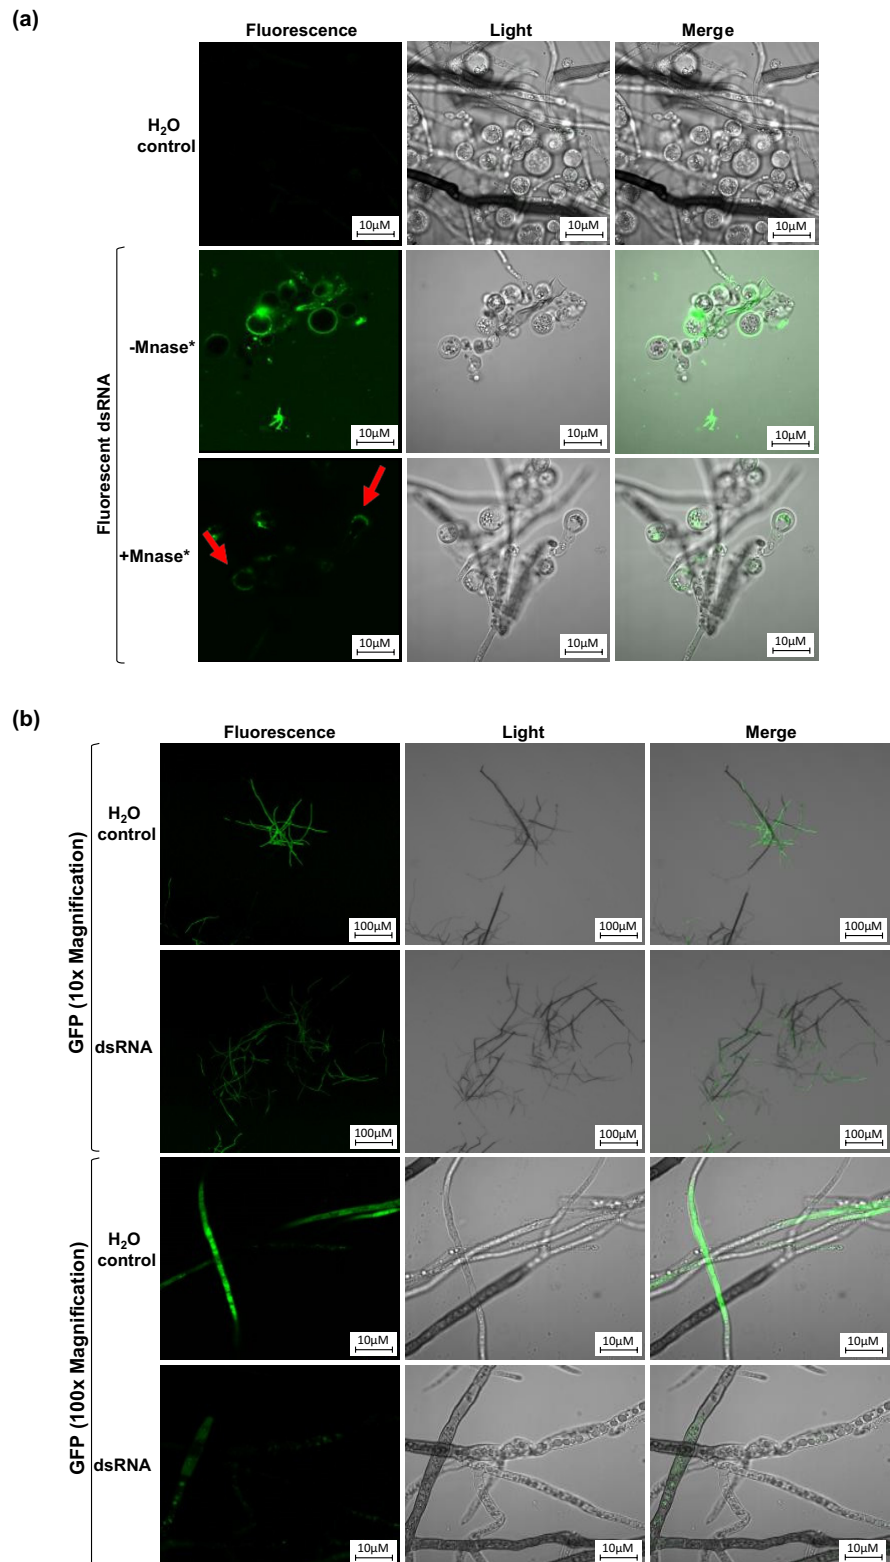 (a)
Fluorescence Light Merge
H₂O
control
10μM 10μM 10μM
Fluorescent dsRNA
-Mnase*
10μM 10μM 10μM
+Mnase*
10μM 10μM 10μM
(b)
Fluorescence Light Merge
GFP (10x Magnification)
H₂O
control
100μM 100μM 100μM
dsRNA
100μM 100μM 100μM
GFP (100x Magnification)
H₂O
control
10μM 10μM 10μM
dsRNA
10μM 10μM 10μM